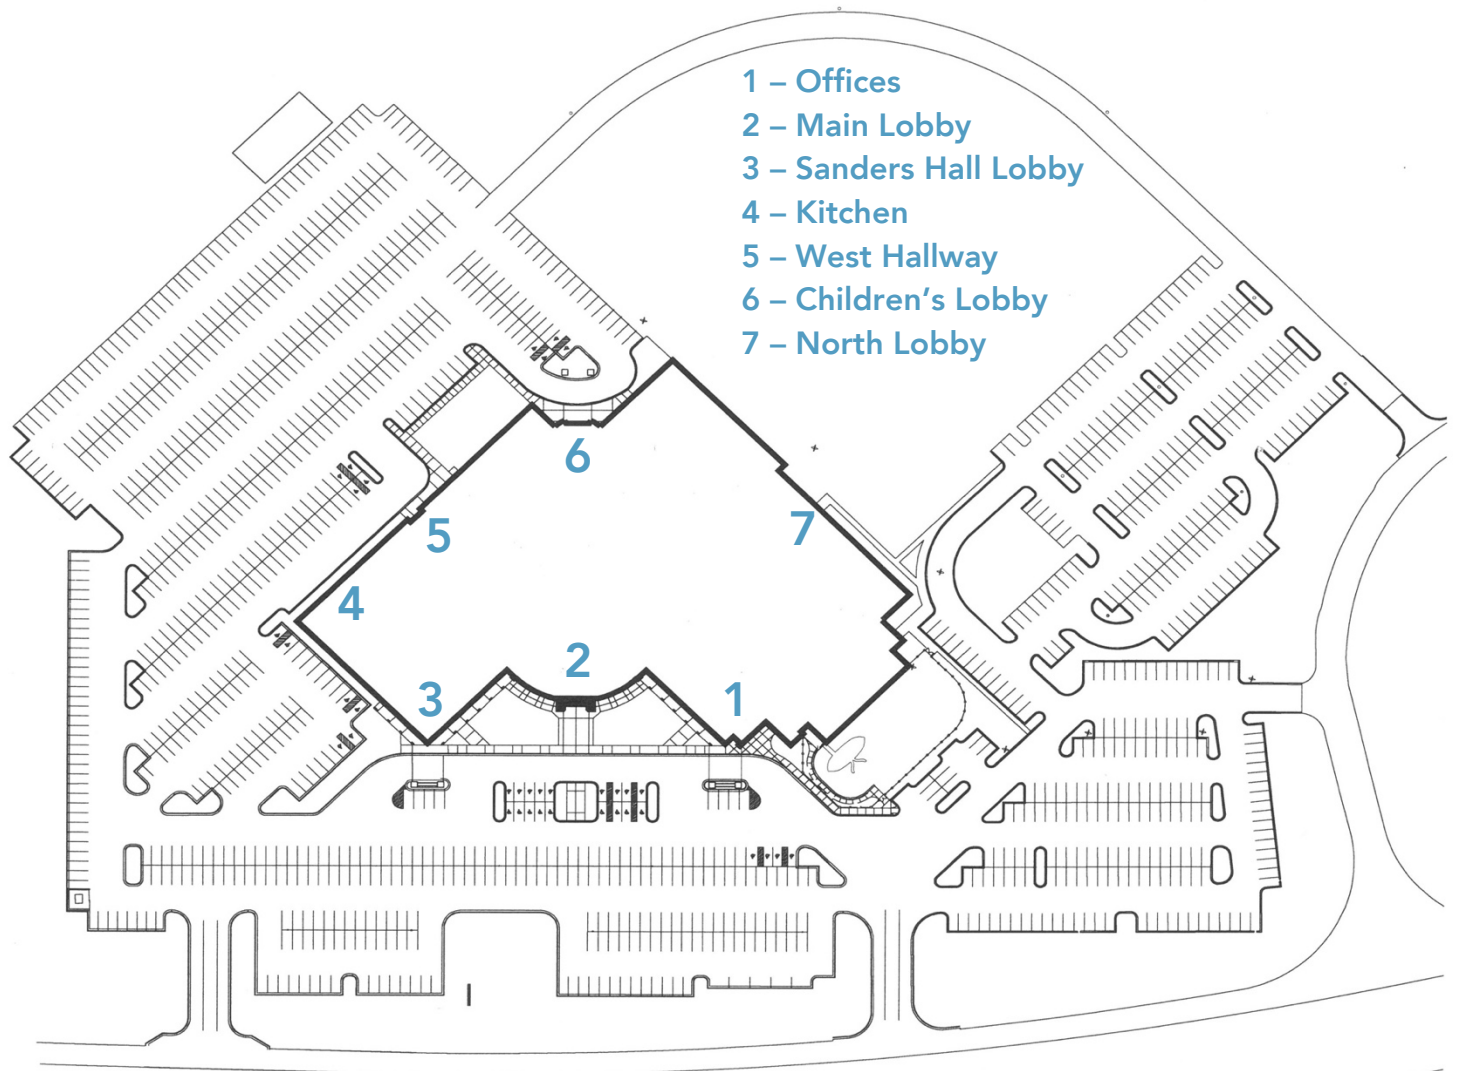 1 – Offices
2 – Main Lobby
3 – Sanders Hall Lobby
4 – Kitchen
5 – West Hallway
6 – Children’s Lobby
7 – North Lobby
6
7
5
4
2
3
1